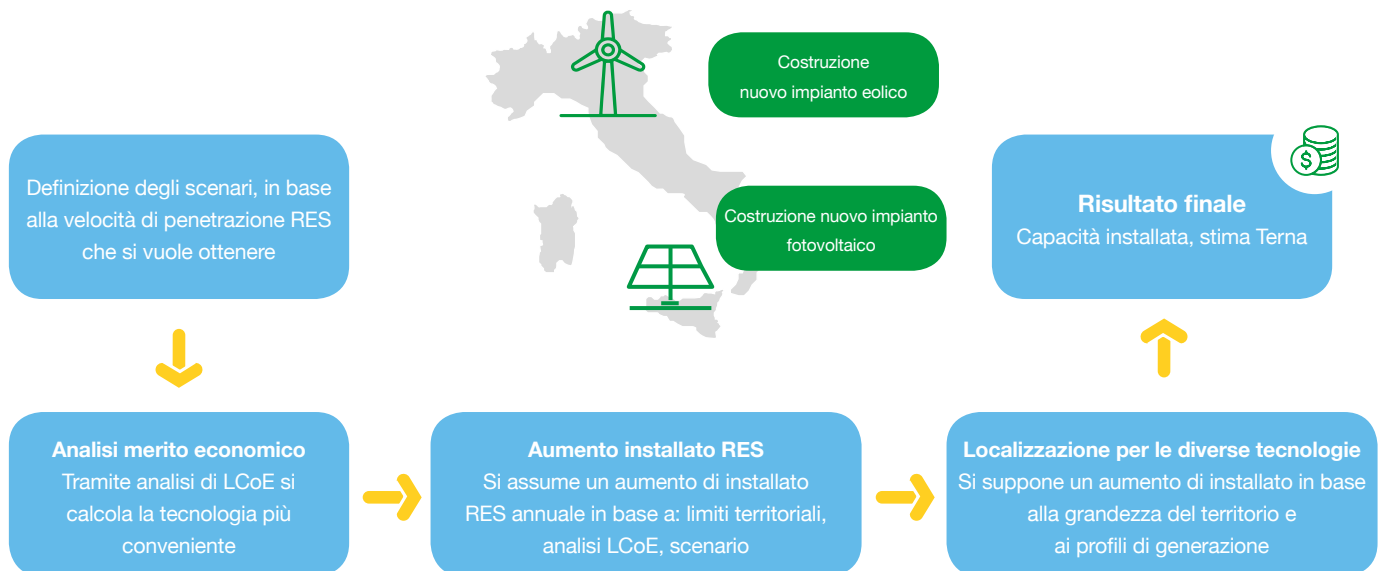 Costruzione
nuovo impianto eolico
Definizione degli scenari, in base
alla velocità di penetrazione RES
che si vuole ottenere
Costruzione nuovo impianto
fotovoltaico
$
Risultato finale
Capacità installata, stima Terna
Analisi merito economico
Tramite analisi di LCoE si
calcola la tecnologia più
conveniente
Aumento installato RES
Si assume un aumento di installato
RES annuale in base a: limiti territoriali,
analisi LCoE, scenario
Localizzazione per le diverse tecnologie
Si suppone un aumento di installato in base
alla grandezza del territorio e
ai profili di generazione